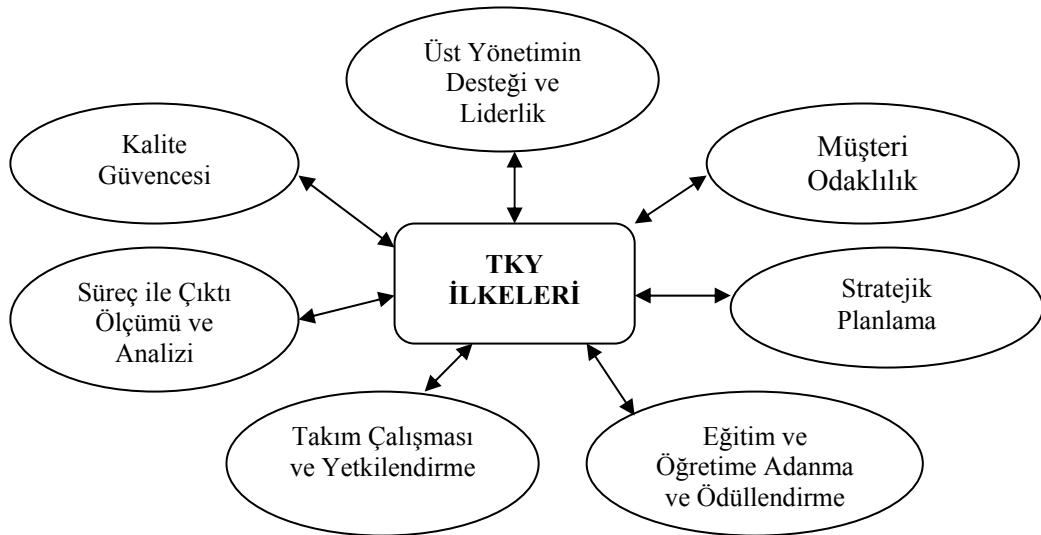 Üst Yönetimin
Desteği ve
Liderlik
Kalite
Güvencesi
Müşteri
Odaklılık
TKY
İLKELERİ
Süreç ile Çıktı
Ölçümü ve
Analizi
Stratejik
Planlama
Takım Çalışması
ve Yetkilendirme
Eğitim ve
Öğretime Adanma
ve Ödüllendirme